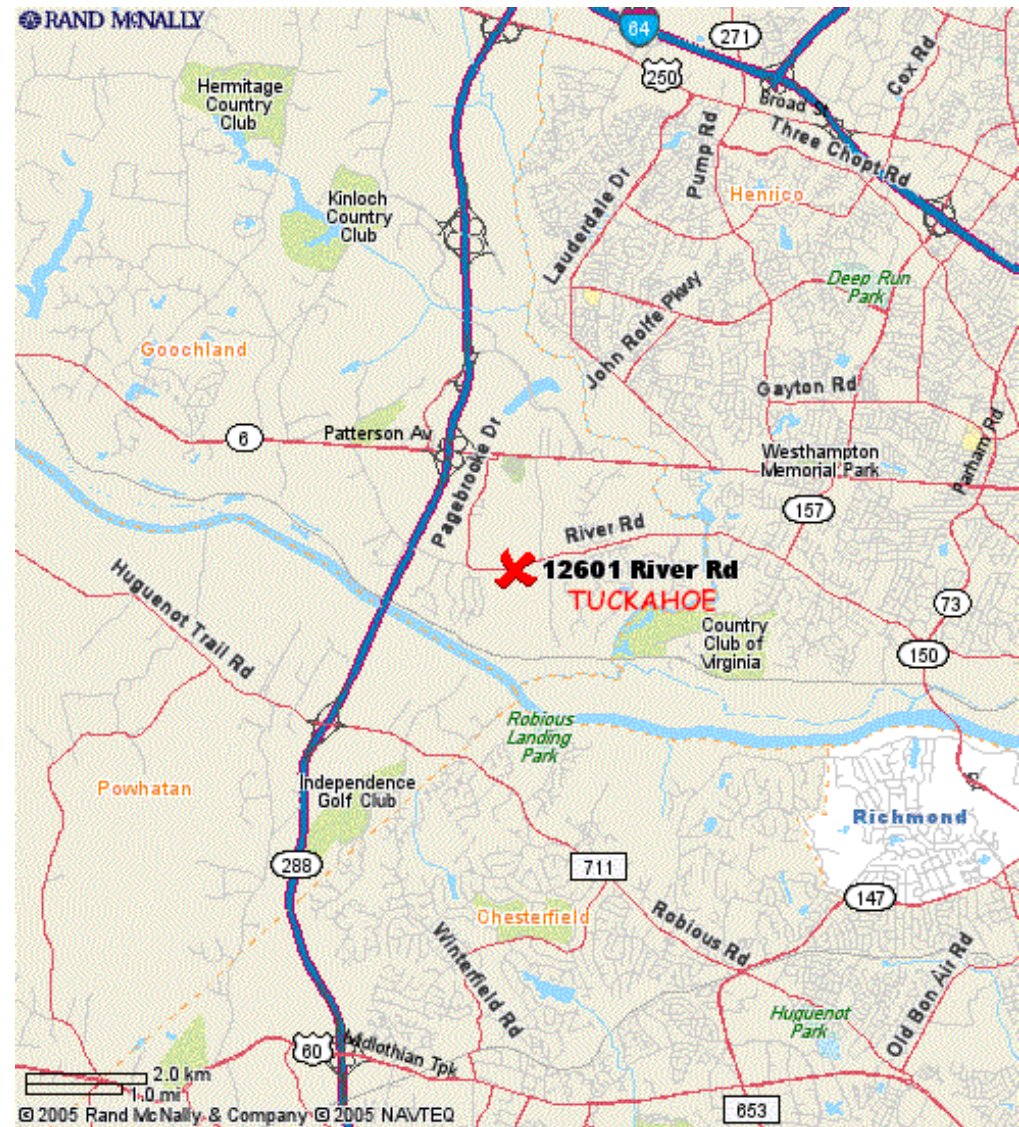 RAND McNALLY
64
271
250
Cox Rd
Broad St
Hermitage
Country
Club
Pump Rd
Three Chopt Rd
Lauderdale Dr
Henrico
Kinloch
Country
Club
Deep Run
Park
John Rolfe Pkwy
Goochland
Gayton Rd
6
Patterson Av
Pagebrooke Dr
Westhampton
Memorial Park
Parham Rd
157
River Rd
12601 River Rd
TUCKAHOE
Huguenot Trail Rd
73
Country
Club of
Virginia
150
Robious
Landing
Park
Powhatan
Independence
Golf Club
Richmond
288
711
147
Chesterfield
Robious Rd
Winterfield Rd
Old Bon Air Rd
Huguenot
Park
60
Midlothian Tpk
2.0 km
.0 mi
653
© 2005 Rand McNally & Company © 2005 NAVTEQ